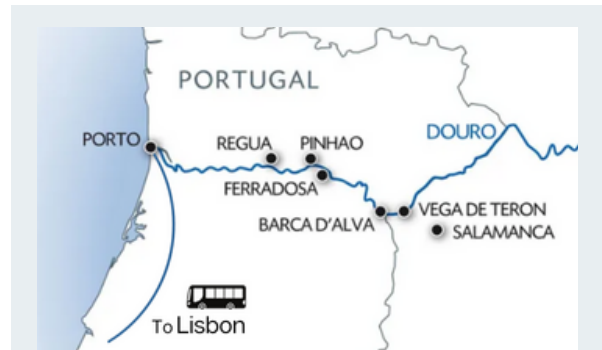 PORTUGAL
PORTO
REGUA
PINHAO
DOURO
FERRADOSA
BARCA D'ALVA
VEGA DE TERON
SALAMANCA
To Lisbon